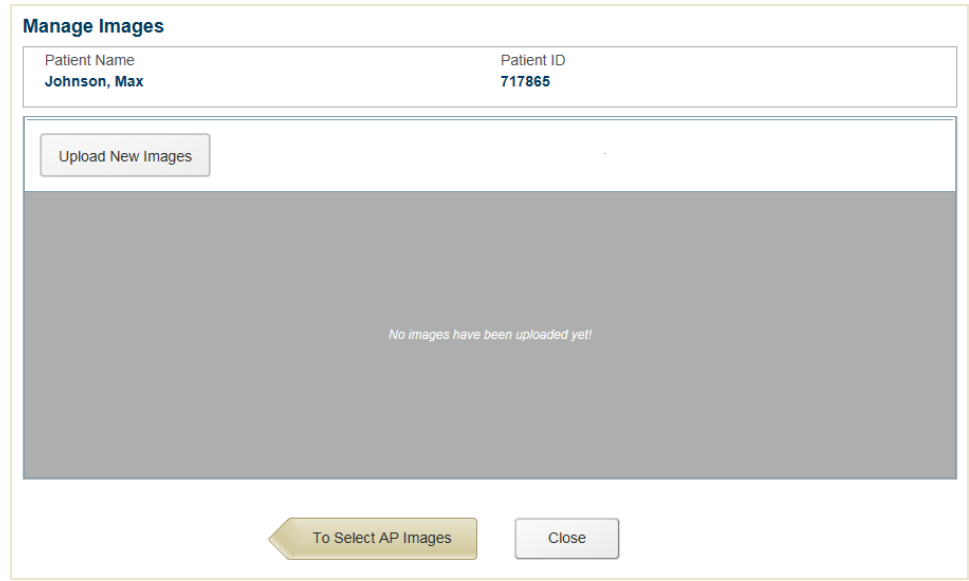 Manage Images
Patient Name Patient ID
Johnson, Max 717865
Upload New Images
No images have been uploaded yet!
To Select AP Images Close